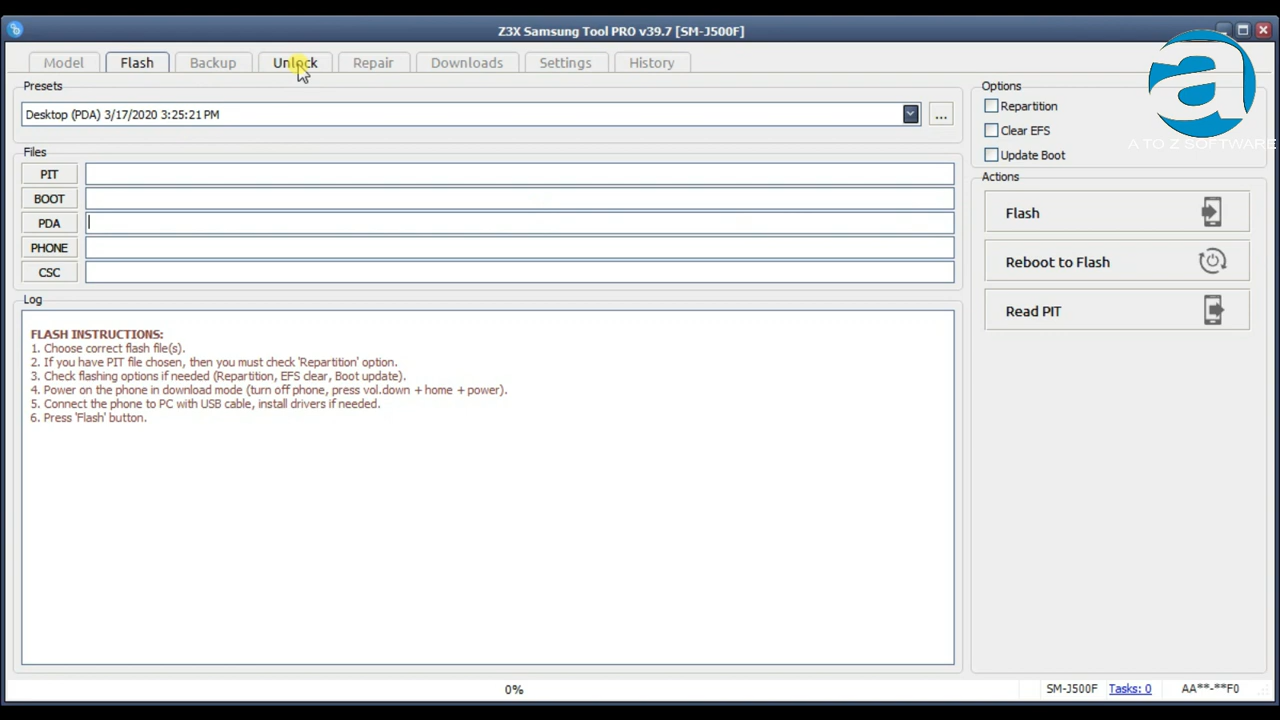 Z3X Samsung Tool PRO v39.7 [SM-J500F]
Model Flash Backup Unlock Repair Downloads Settings History
Presets
Desktop (PDA) 3/17/2020 3:25:21 PM
...
Files
PIT
BOOT
PDA
PHONE
CSC
Options
Repartition
Clear EFS
Update Boot
A TO Z SOFTWARE
Actions
Flash
Reboot to Flash
Read PIT
Log
FLASH INSTRUCTIONS:
1. Choose correct flash file(s).
2. If you have PIT file chosen, then you must check 'Repartition' option.
3. Check flashing options if needed (Repartition, EFS clear, Boot update).
4. Power on the phone in download mode (turn off phone, press vol.down + home + power).
5. Connect the phone to PC with USB cable, install drivers if needed.
6. Press 'Flash' button.
0%
SM-J500F Tasks: 0 AA**-**F0